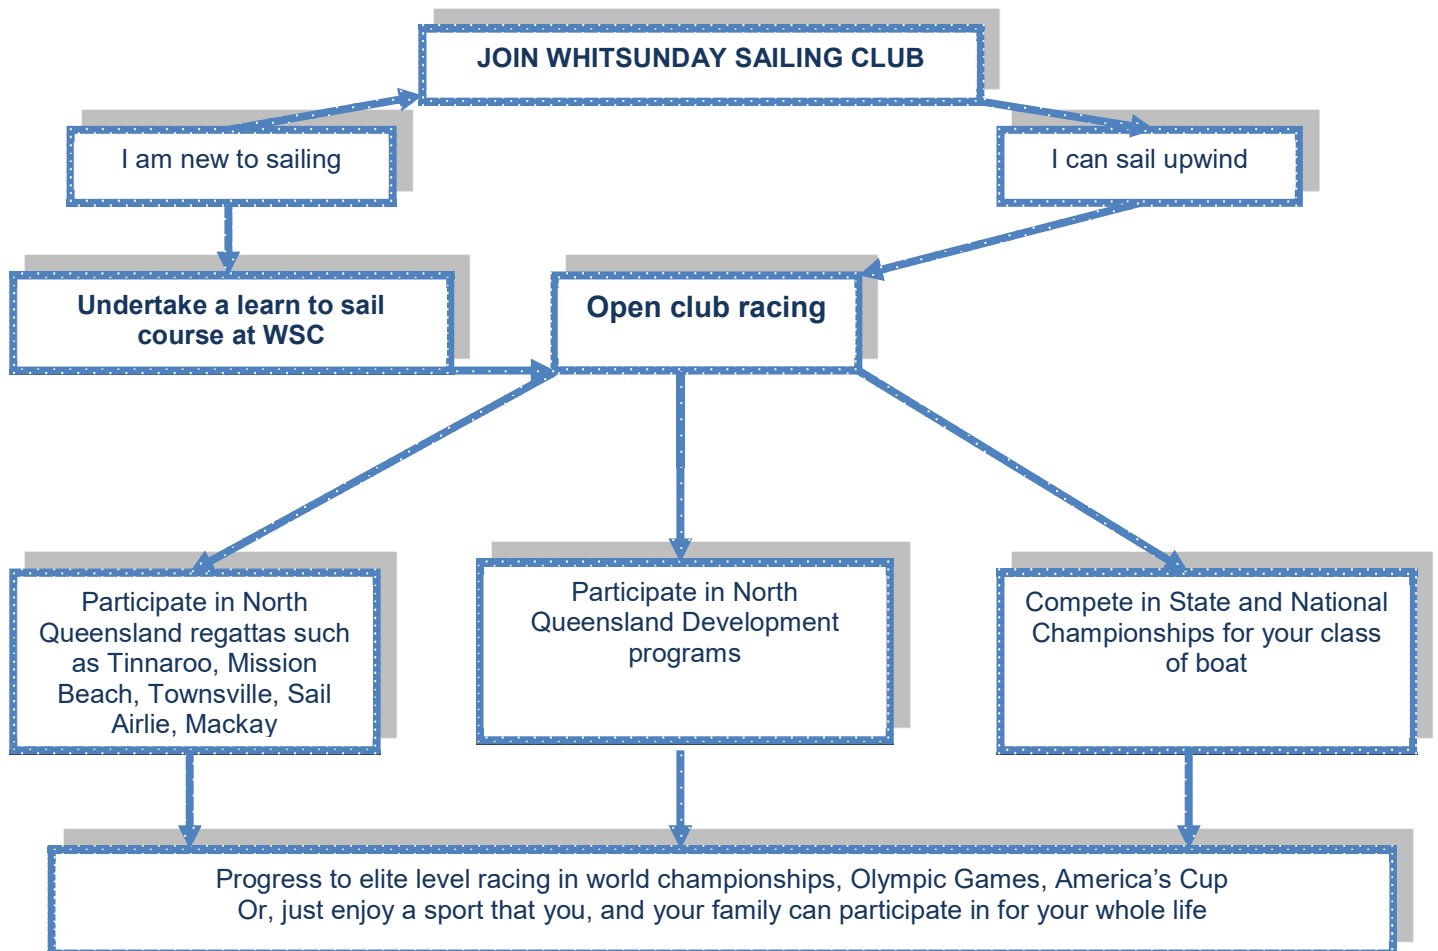 JOIN WHITSUNDAY SAILING CLUB
I am new to sailing
I can sail upwind
Undertake a learn to sail
course at WSC
Open club racing
Participate in North
Queensland regattas such
as Tinnaroo, Mission
Beach, Townsville, Sail
Airlie, Mackay
Participate in North
Queensland Development
programs
Compete in State and National
Championships for your class
of boat
Progress to elite level racing in world championships, Olympic Games, America’s Cup
Or, just enjoy a sport that you, and your family can participate in for your whole life